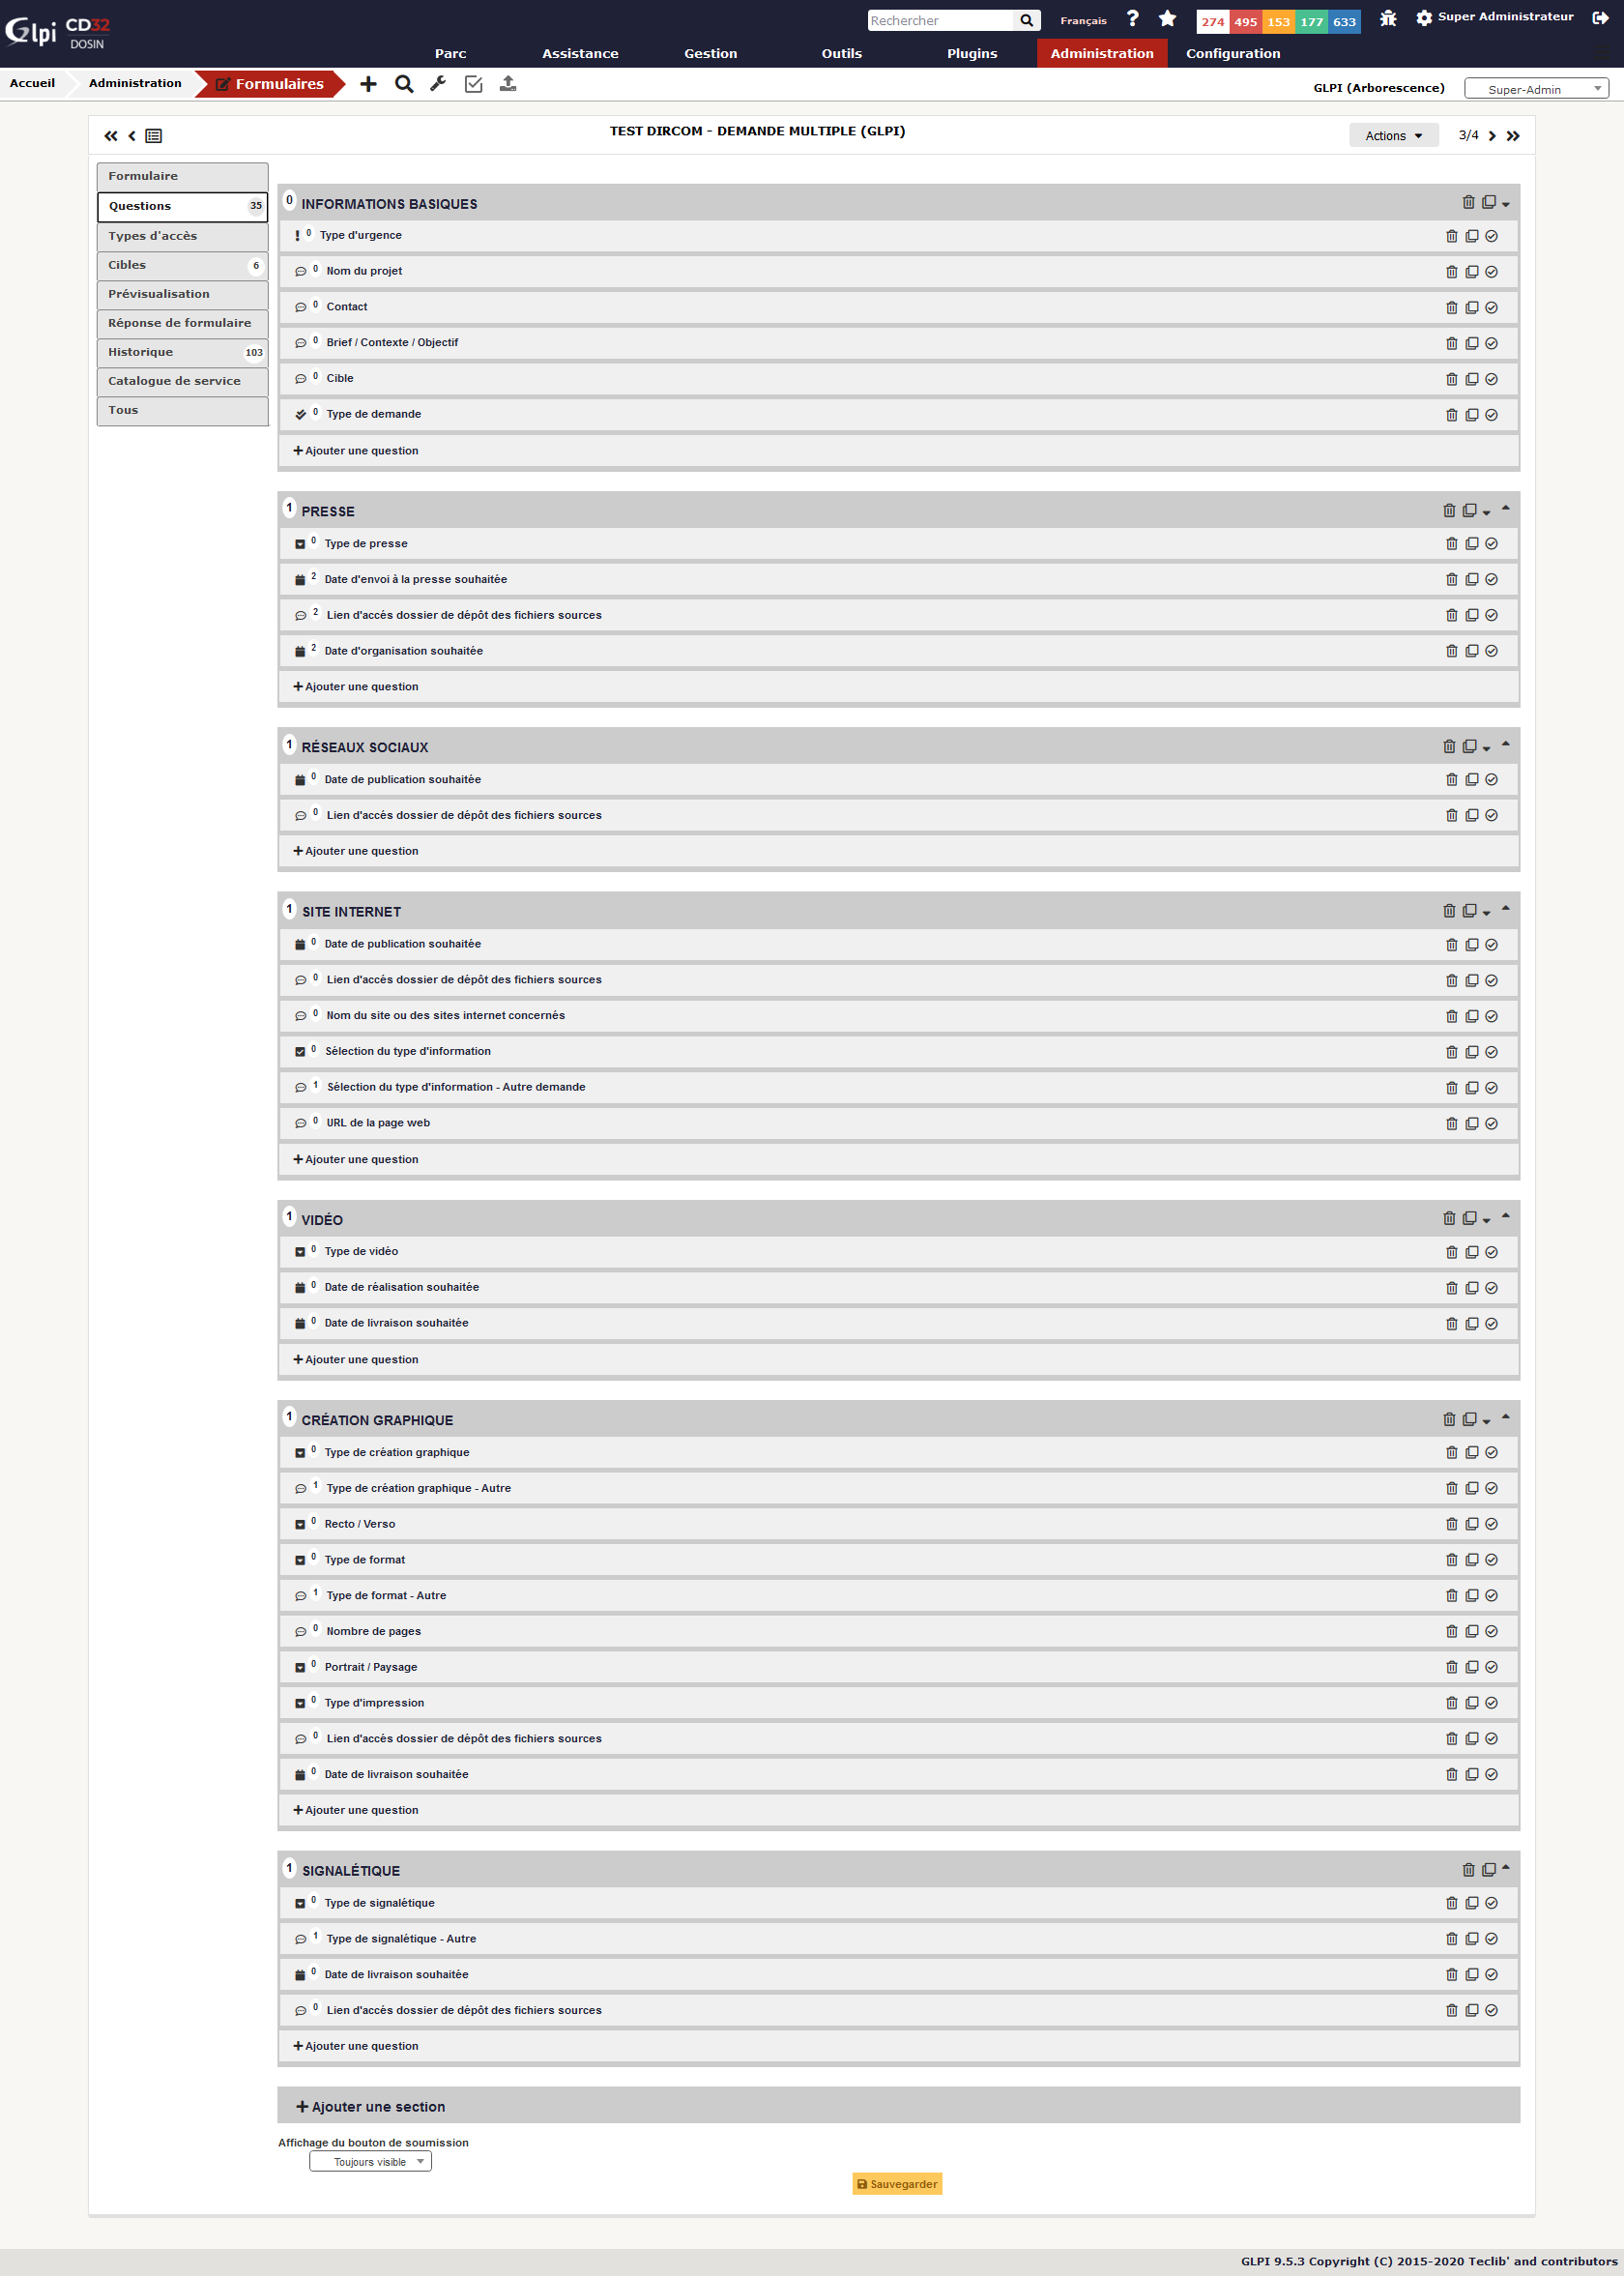 Glpi CD32 DOSIN
Rechercher
Français
274 495 153 177 633
Super Administrateur
Parc Assistance Gestion Outils Plugins Administration Configuration
Accueil Administration Formulaires
GLPI (Arborescence) Super-Admin
TEST DIRCOM - DEMANDE MULTIPLE (GLPI)
Actions 3/4
Formulaire
Questions 35
Types d'accès
Cibles 6
Prévisualisation
Réponse de formulaire
Historique 103
Catalogue de service
Tous
0 INFORMATIONS BASIQUES
0 Type d'urgence
0 Nom du projet
0 Contact
0 Brief / Contexte / Objectif
0 Cible
0 Type de demande
Ajouter une question
1 PRESSE
0 Type de presse
2 Date d'envoi à la presse souhaitée
2 Lien d'accés dossier de dépôt des fichiers sources
2 Date d'organisation souhaitée
Ajouter une question
1 RÉSEAUX SOCIAUX
0 Date de publication souhaitée
0 Lien d'accés dossier de dépôt des fichiers sources
Ajouter une question
1 SITE INTERNET
0 Date de publication souhaitée
0 Lien d'accés dossier de dépôt des fichiers sources
0 Nom du site ou des sites internet concernés
0 Sélection du type d'information
1 Sélection du type d'information - Autre demande
0 URL de la page web
Ajouter une question
1 VIDÉO
0 Type de vidéo
0 Date de réalisation souhaitée
0 Date de livraison souhaitée
Ajouter une question
1 CRÉATION GRAPHIQUE
0 Type de création graphique
1 Type de création graphique - Autre
0 Recto / Verso
0 Type de format
1 Type de format - Autre
0 Nombre de pages
0 Portrait / Paysage
0 Type d'impression
0 Lien d'accés dossier de dépôt des fichiers sources
0 Date de livraison souhaitée
Ajouter une question
1 SIGNALÉTIQUE
0 Type de signalétique
1 Type de signalétique - Autre
0 Date de livraison souhaitée
0 Lien d'accés dossier de dépôt des fichiers sources
Ajouter une question
Ajouter une section
Affichage du bouton de soumission
Toujours visible
Sauvegarder
GLPI 9.5.3 Copyright (C) 2015-2020 Teclib' and contributors